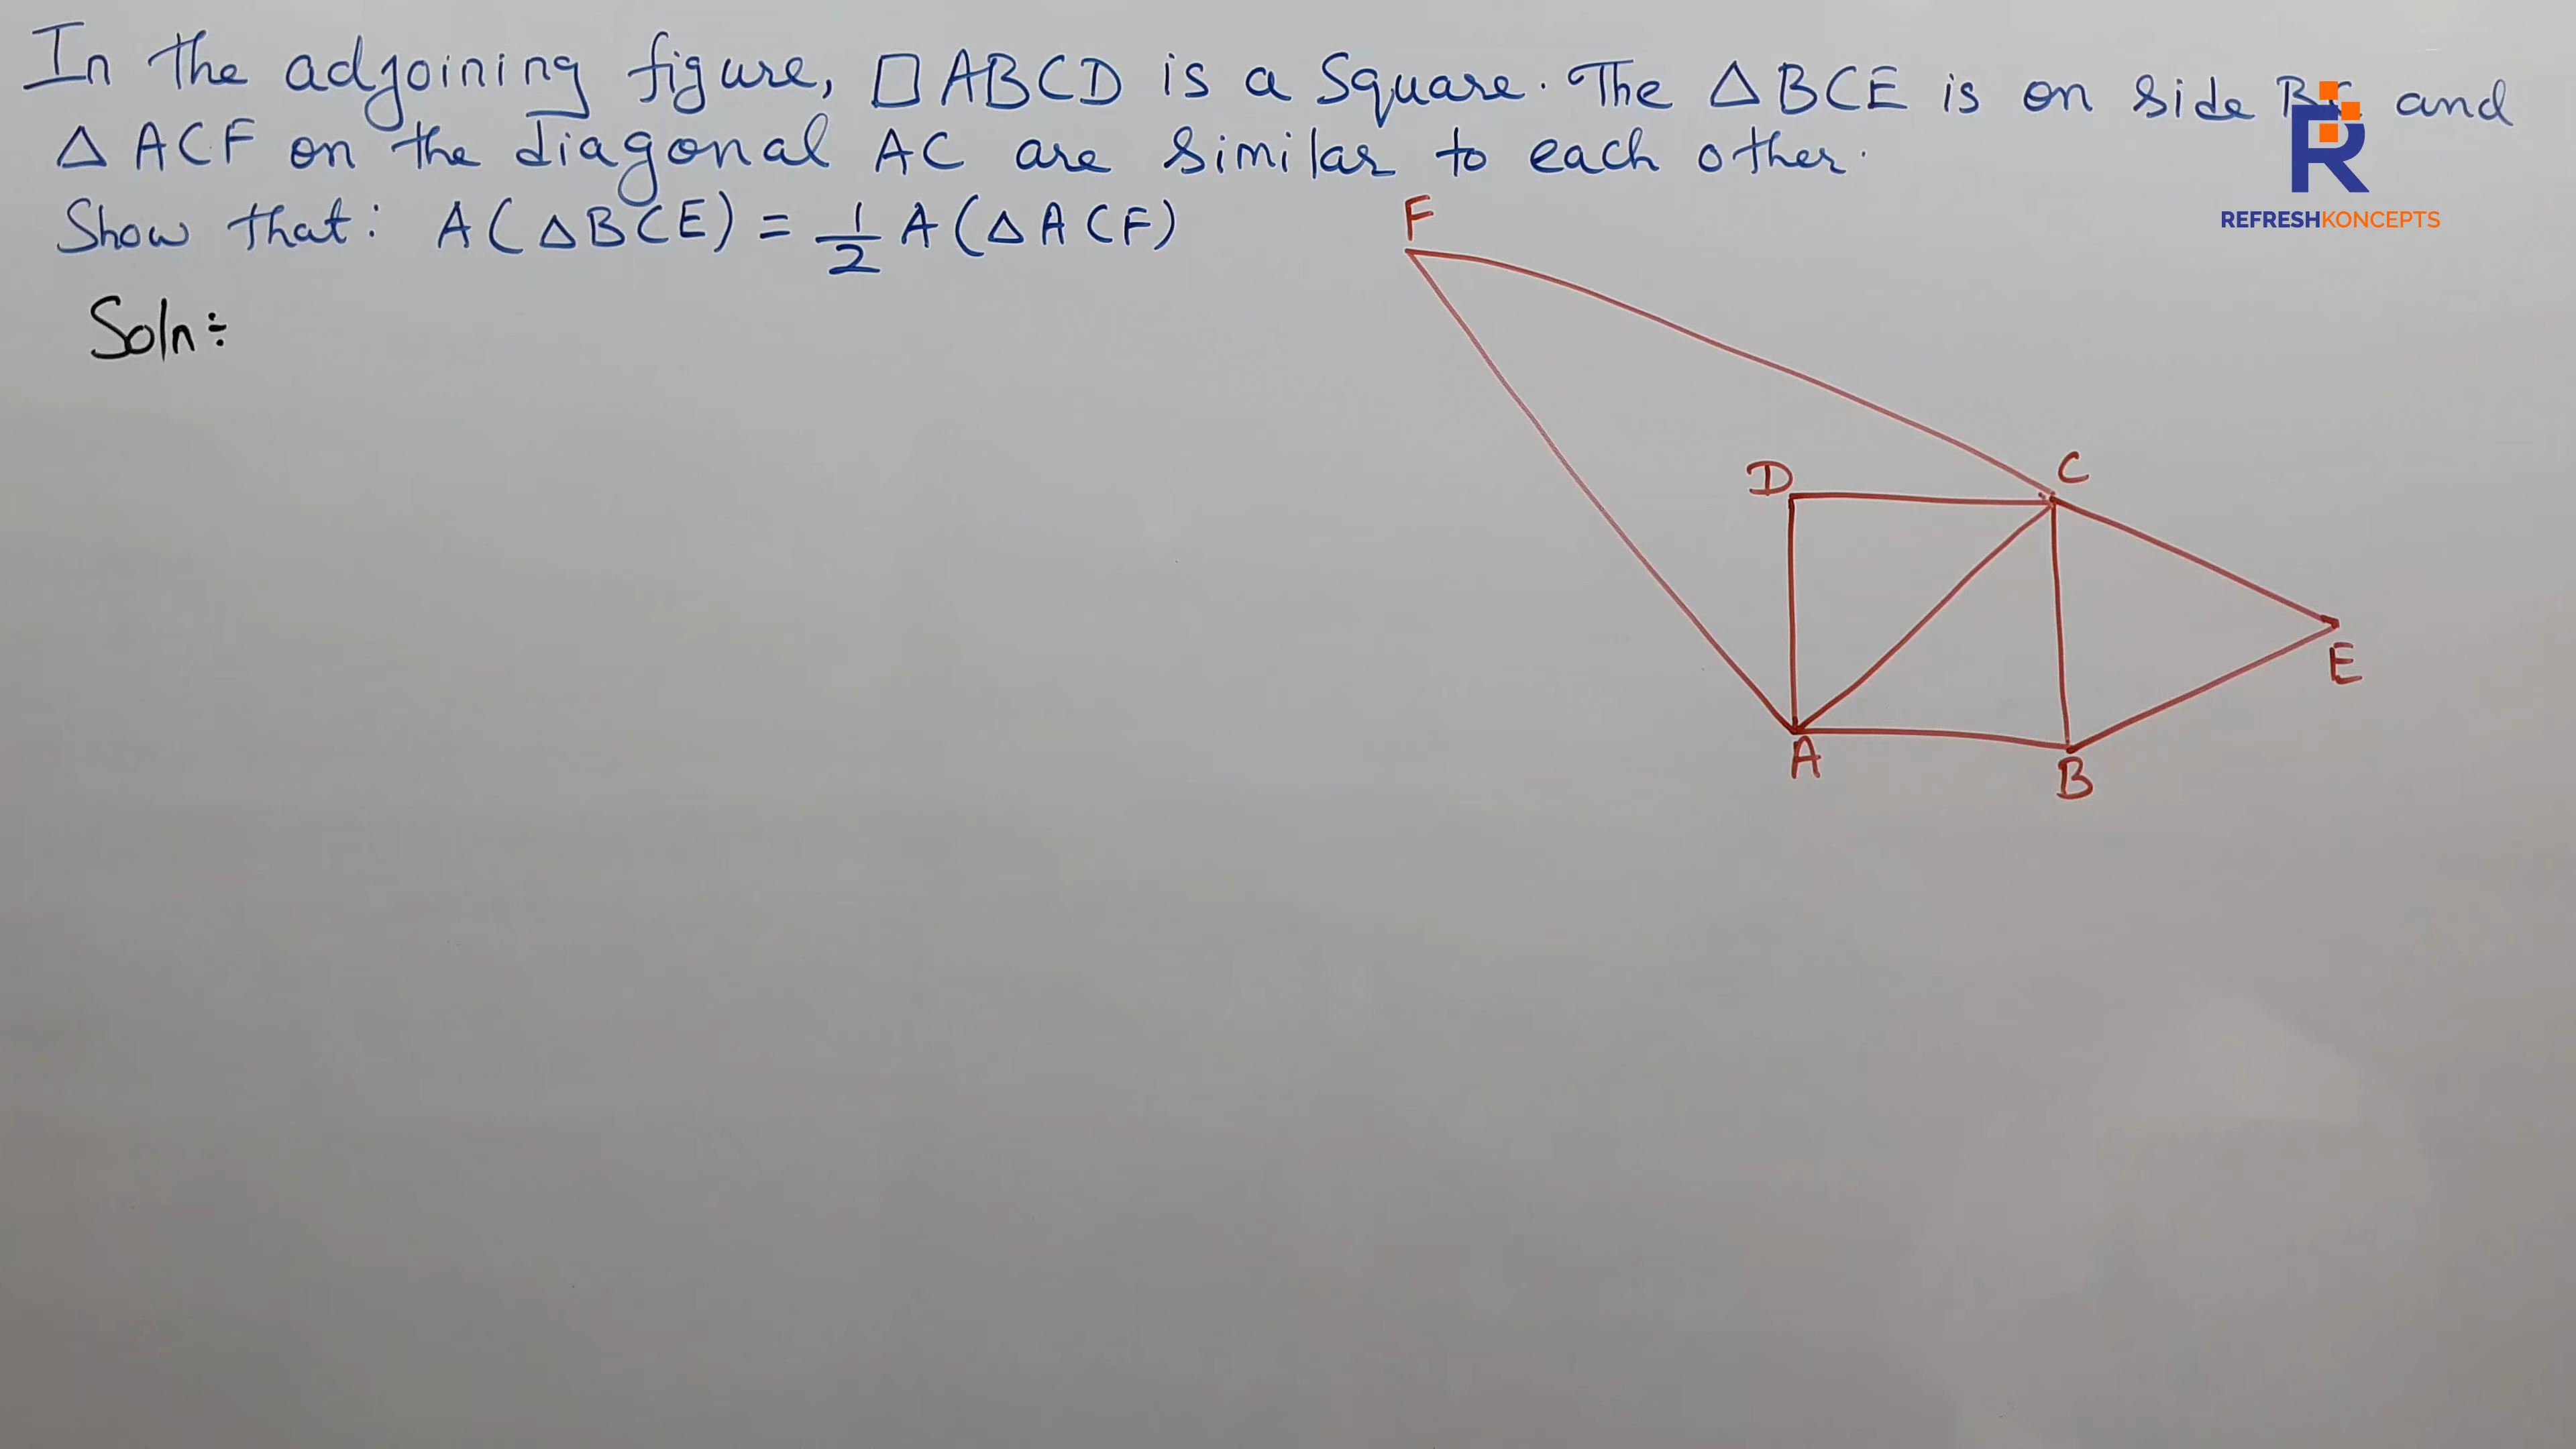 In the adjoining figure, □ ABCD is a Square. The △ BCE is on side and
△ ACF on the diagonal AC are similar to each other.
Show that: A(△BCE) = 1/2 A(△ACF)
Soln:
F
D
C
E
A
B
REFRESHKONCEPTS